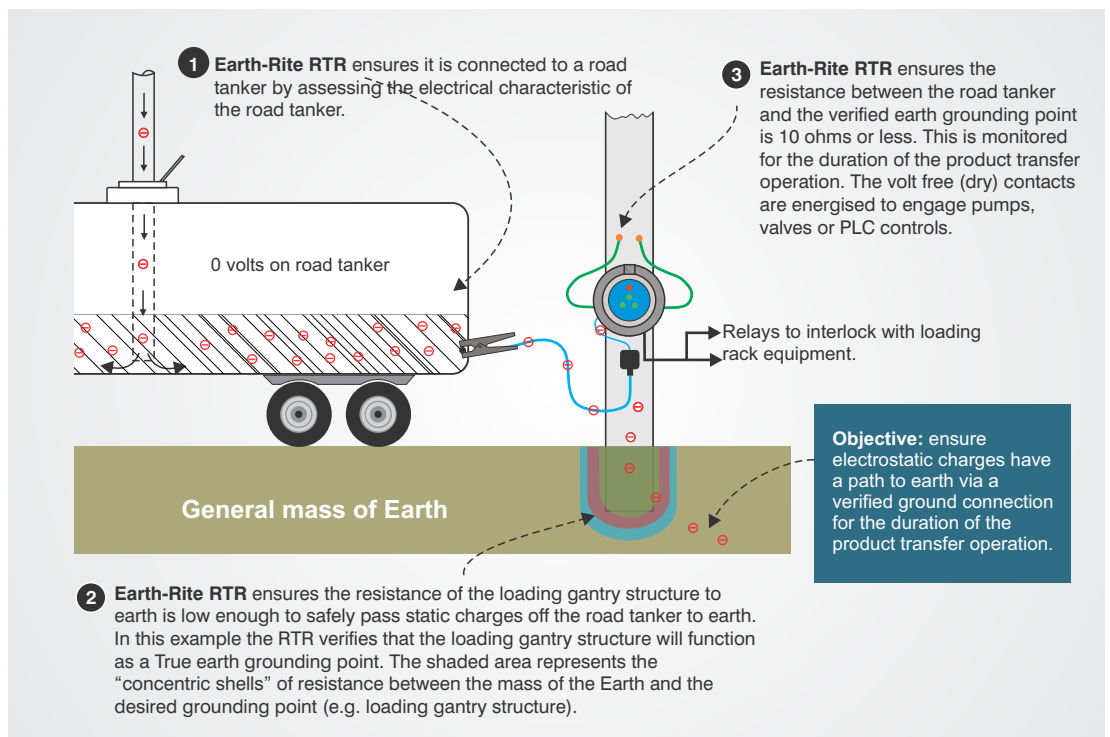 1
Earth-Rite RTR ensures it is connected to a road
tanker by assessing the electrical characteristic of
the road tanker.
3
Earth-Rite RTR ensures the
resistance between the road tanker
and the verified earth grounding point
is 10 ohms or less. This is monitored
for the duration of the product transfer
operation. The volt free (dry) contacts
are energised to engage pumps,
valves or PLC controls.
0 volts on road tanker
Relays to interlock with loading
rack equipment.
Objective: ensure
electrostatic charges have
a path to earth via a
verified ground connection
for the duration of the
product transfer operation.
General mass of Earth
2
Earth-Rite RTR ensures the resistance of the loading gantry structure to
earth is low enough to safely pass static charges off the road tanker to earth.
In this example the RTR verifies that the loading gantry structure will function
as a True earth grounding point. The shaded area represents the
“concentric shells” of resistance between the mass of the Earth and the
desired grounding point (e.g. loading gantry structure).